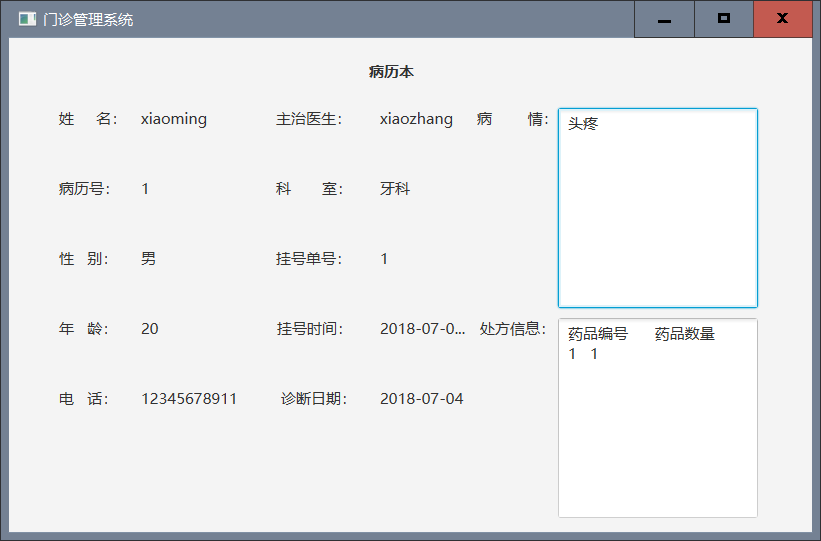 门诊管理系统
病历本
姓 名: xiaoming 主治医生: xiaozhang 病 情: 头疼
病历号: 1 科 室: 牙科
性 别: 男 挂号单号: 1
年 龄: 20 挂号时间: 2018-07-0... 处方信息: 药品编号 药品数量
1 1
电 话: 12345678911 诊断日期: 2018-07-04